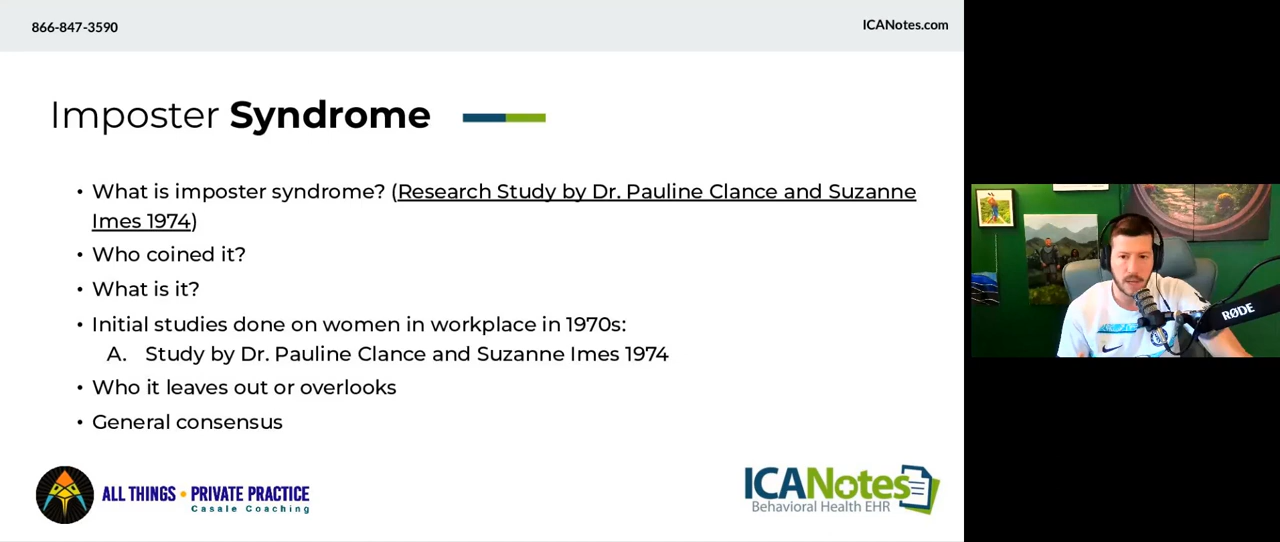 866-847-3590
ICANotes.com
Imposter Syndrome
• What is imposter syndrome? (Research Study by Dr. Pauline Clance and Suzanne
Imes 1974)
• Who coined it?
• What is it?
• Initial studies done on women in workplace in 1970s:
A. Study by Dr. Pauline Clance and Suzanne Imes 1974
• Who it leaves out or overlooks
• General consensus
ALL THINGS • PRIVATE PRACTICE
Casale Coaching
ICANotes
Behavioral Health EHR
RØDE